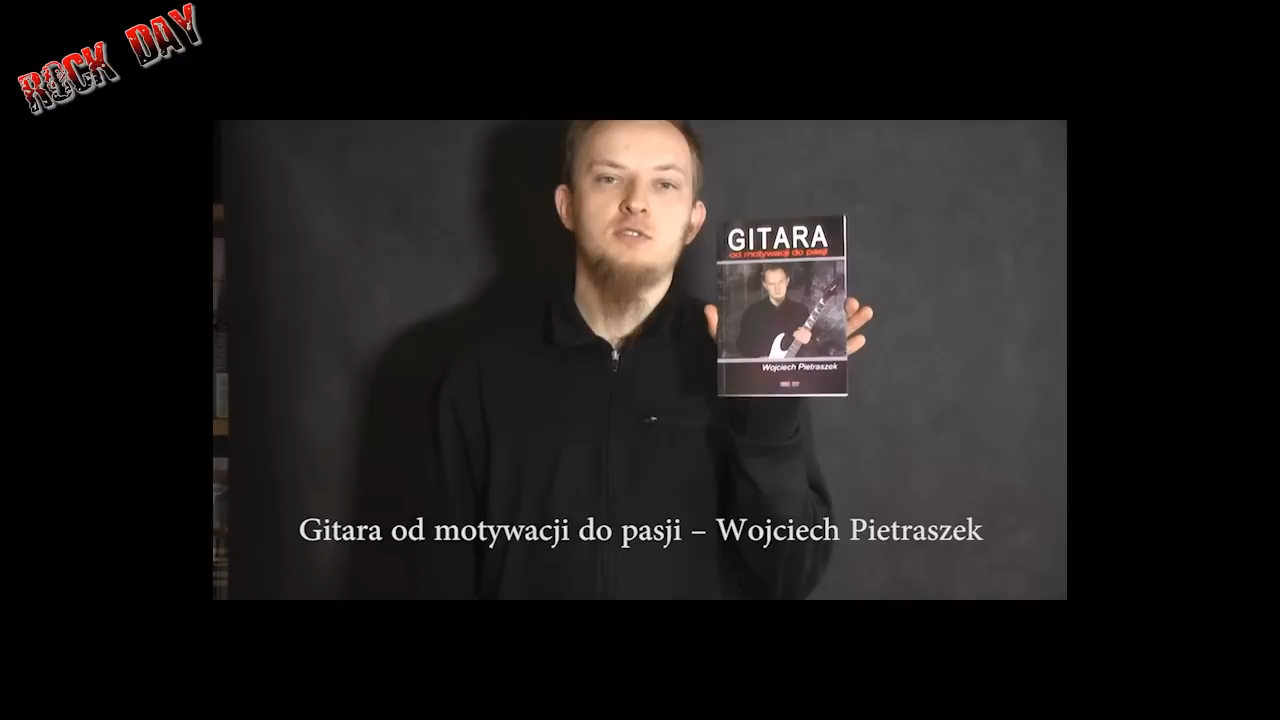 ROCK DAY
GITARA
od motywacji do pasji
Wojciech Pietraszek
Gitara od motywacji do pasji – Wojciech Pietraszek